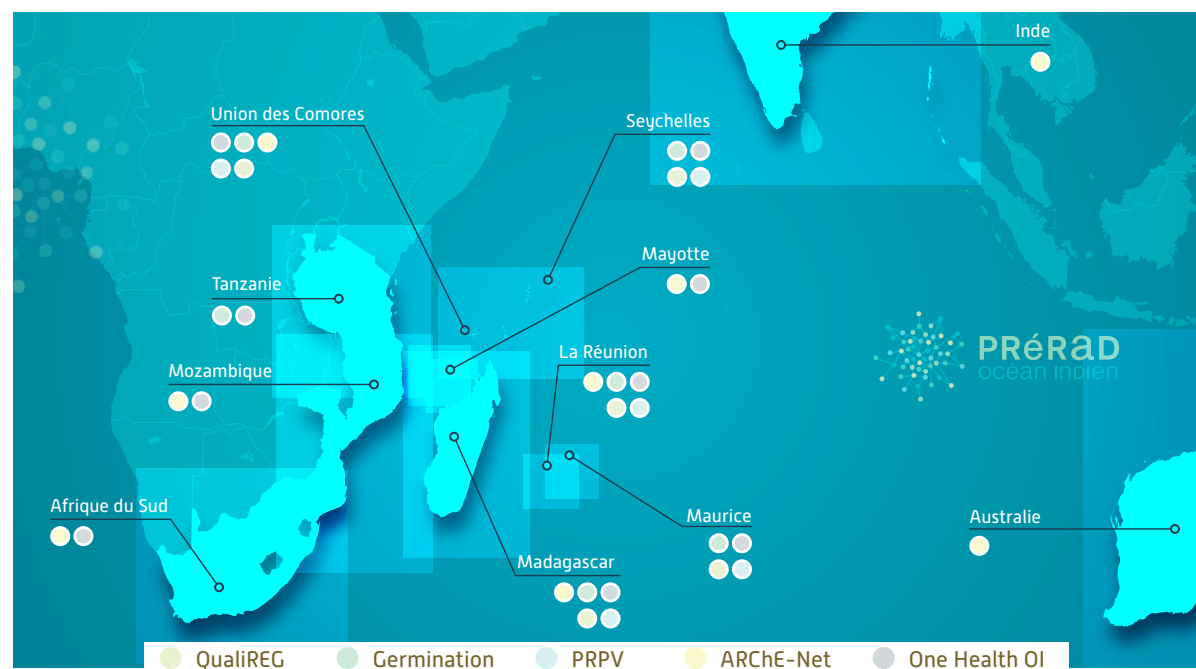 Inde
Union des Comores
Seychelles
Mayotte
Tanzanie
La Réunion
PRéRaD
océan indien
Mozambique
Afrique du Sud
Maurice
Australie
Madagascar
QualiREG Germination PRPV ARChE-Net One Health OI